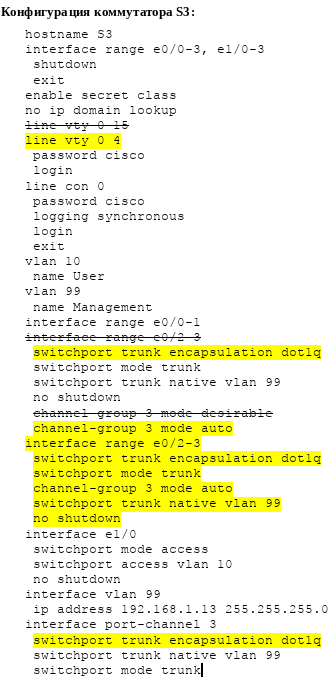 Конфигурация коммутатора S3:
hostname S3
interface range e0/0-3, e1/0-3
shutdown
exit
enable secret class
no ip domain lookup
line vty 0 15
line vty 0 4
password cisco
login
line con 0
password cisco
logging synchronous
login
exit
vlan 10
name User
vlan 99
name Management
interface range e0/0-1
interface range e0/2-3
switchport trunk encapsulation dot1q
switchport mode trunk
switchport trunk native vlan 99
no shutdown
channel-group 3 mode desirable
channel-group 3 mode auto
interface range e0/2-3
switchport trunk encapsulation dot1q
switchport mode trunk
channel-group 3 mode auto
switchport trunk native vlan 99
no shutdown
interface e1/0
switchport mode access
switchport access vlan 10
no shutdown
interface vlan 99
ip address 192.168.1.13 255.255.255.0
interface port-channel 3
switchport trunk encapsulation dot1q
switchport trunk native vlan 99
switchport mode trunk